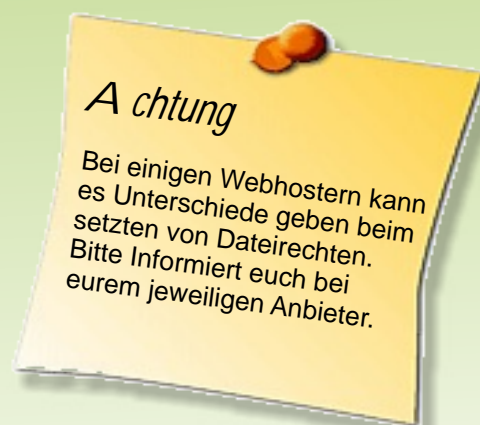 A chtung
Bei einigen Webhostern kann
es Unterschiede geben beim
setzten von Dateirechten.
Bitte Informiert euch bei
eurem jeweiligen Anbieter.